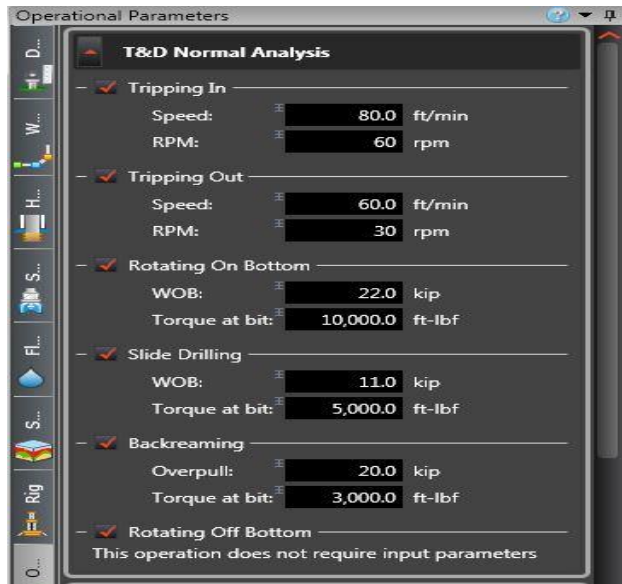 Operational Parameters
T&D Normal Analysis
Tripping In
Speed: 80.0 ft/min
RPM: 60 rpm
Tripping Out
Speed: 60.0 ft/min
RPM: 30 rpm
Rotating On Bottom
WOB: 22.0 kip
Torque at bit: 10,000.0 ft-lbf
Slide Drilling
WOB: 11.0 kip
Torque at bit: 5,000.0 ft-lbf
Backreaming
Overpull: 20.0 kip
Torque at bit: 3,000.0 ft-lbf
Rotating Off Bottom
This operation does not require input parameters
D...
W...
H...
S...
Fl...
S...
Rig
O...